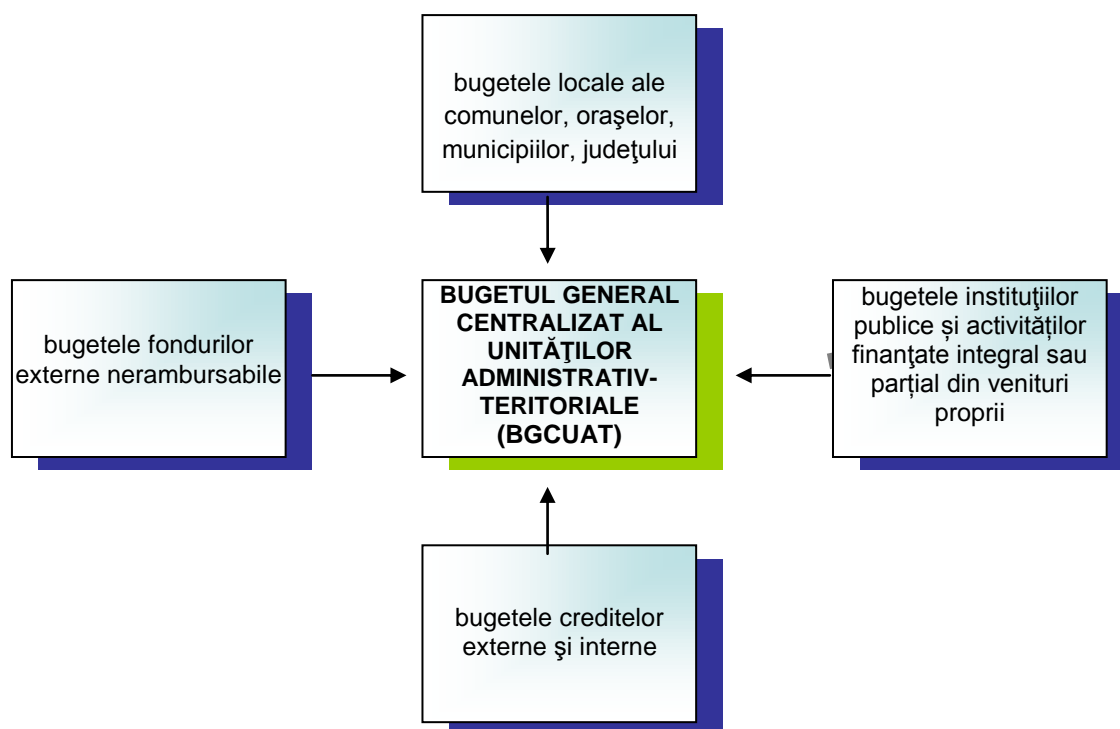 bugetele locale ale
comunelor, oraşelor,
municipiilor, judeţului
bugetele fondurilor
externe nerambursabile
BUGETUL GENERAL
CENTRALIZAT AL
UNITĂŢILOR
ADMINISTRATIV-
TERITORIALE
(BGCUAT)
bugetele instituţiilor
publice și activităților
finanţate integral sau
parțial din venituri
proprii
bugetele creditelor
externe şi interne